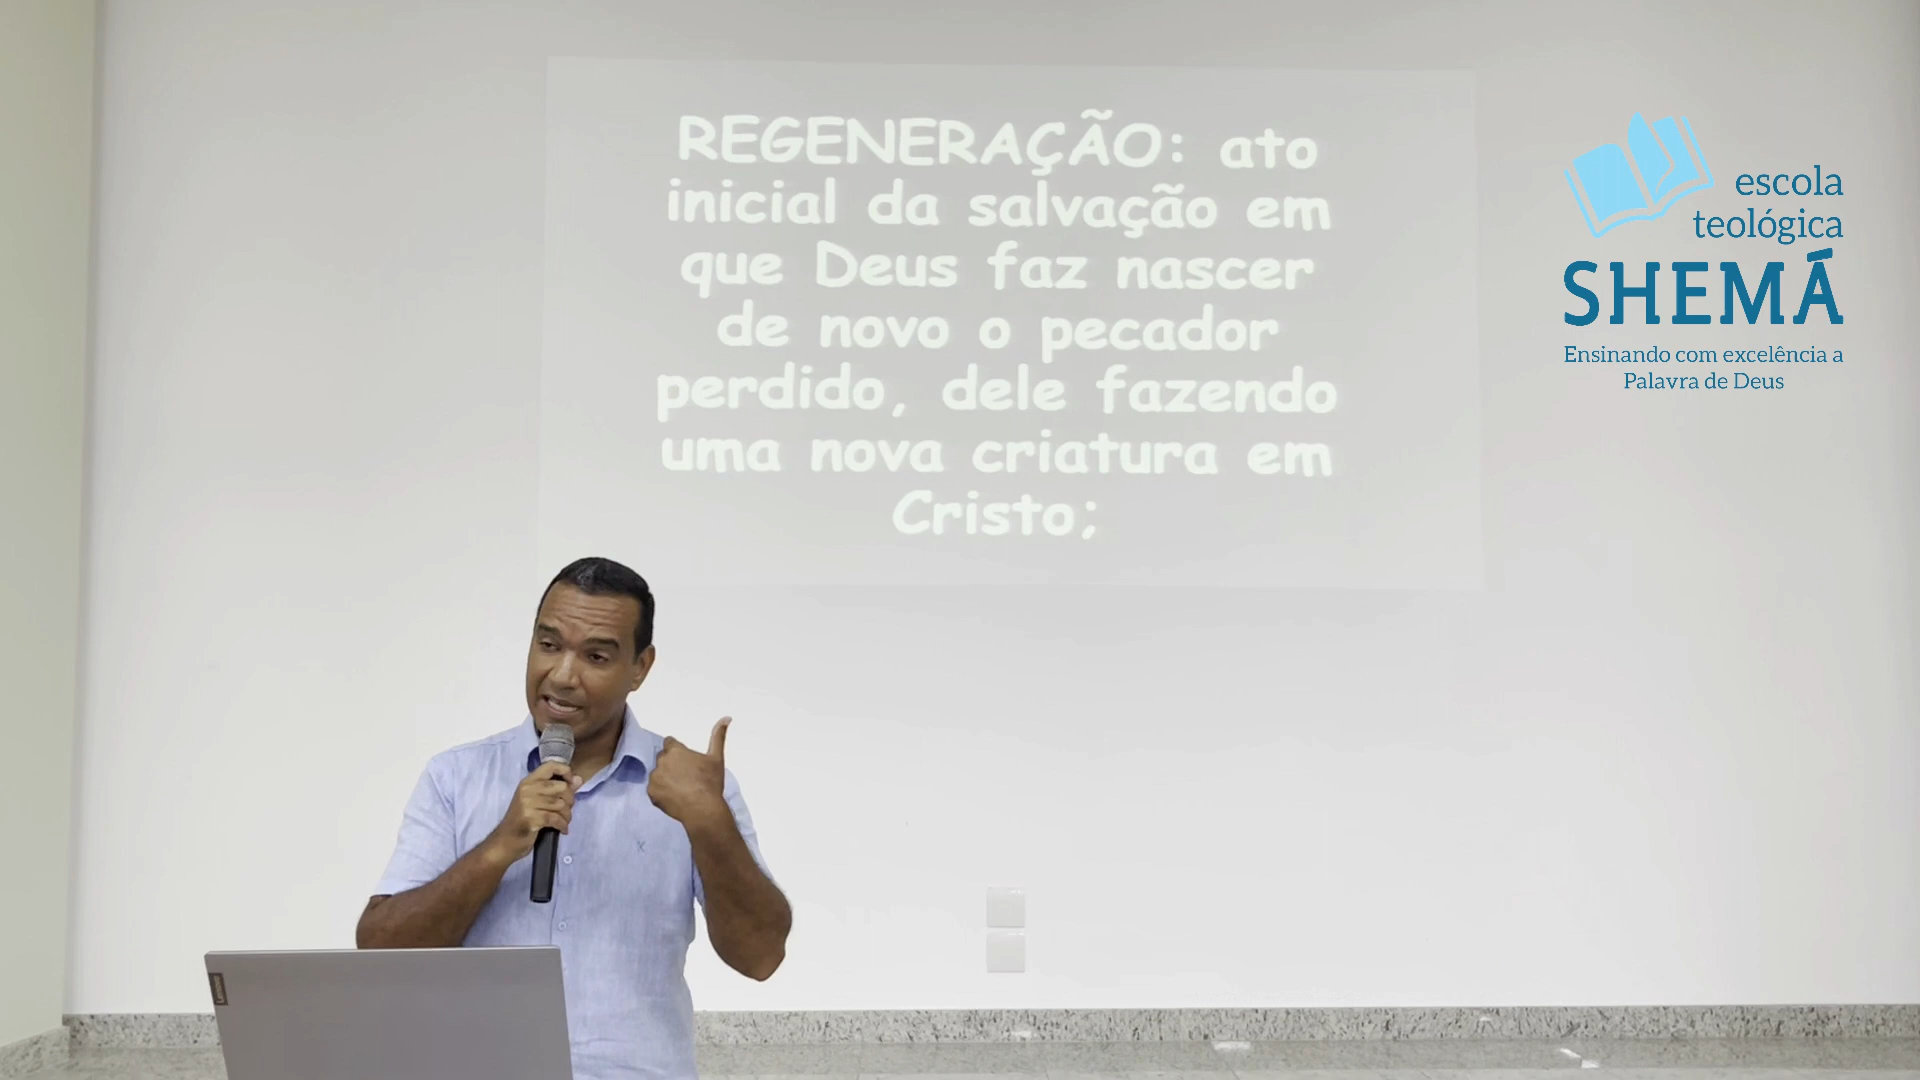 REGENERAÇÃO: ato
inicial da salvação em
que Deus faz nascer
de novo o pecador
perdido, dele fazendo
uma nova criatura em
Cristo;
escola
teológica
SHEMÁ
Ensinando com excelência a
Palavra de Deus
Lenovo